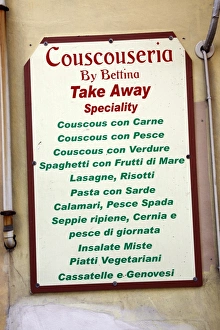 Couscouseria
By Bettina
Take Away
Speciality
Couscous con Carne
Couscous con Pesce
Couscous con Verdure
Spaghetti con Frutti di Mare
Lasagne, Risotti
Pasta con Sarde
Calamari, Pesce Spada
Seppie ripiene, Cernia e
pesce di giornata
Insalate Miste
Piatti Vegetariani
Cassatelle e Genovesi